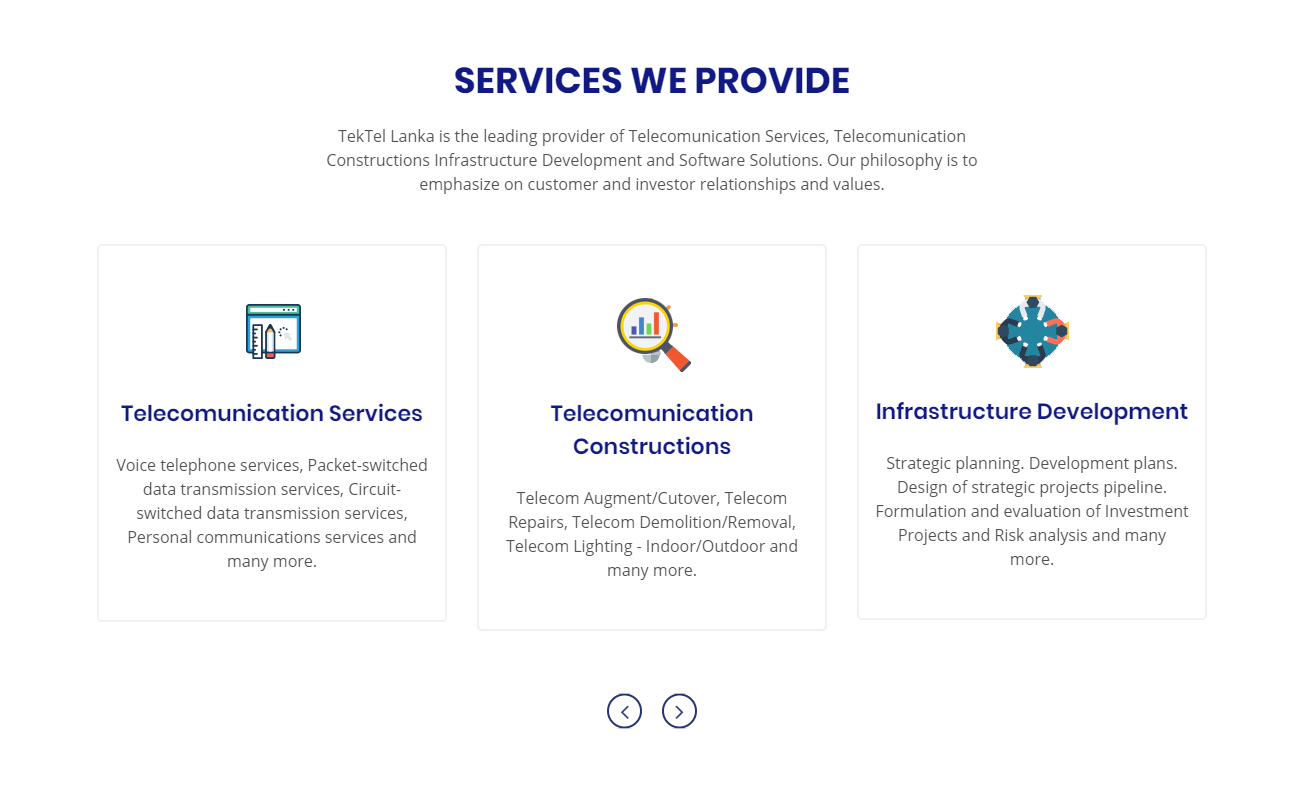 SERVICES WE PROVIDE
TekTel Lanka is the leading provider of Telecomunication Services, Telecomunication
Constructions Infrastructure Development and Software Solutions. Our philosophy is to
emphasize on customer and investor relationships and values.
Telecomunication Services
Voice telephone services, Packet-switched
data transmission services, Circuit-
switched data transmission services,
Personal communications services and
many more.
Telecomunication
Constructions
Telecom Augment/Cutover, Telecom
Repairs, Telecom Demolition/Removal,
Telecom Lighting - Indoor/Outdoor and
many more.
Infrastructure Development
Strategic planning. Development plans.
Design of strategic projects pipeline.
Formulation and evaluation of Investment
Projects and Risk analysis and many
more.